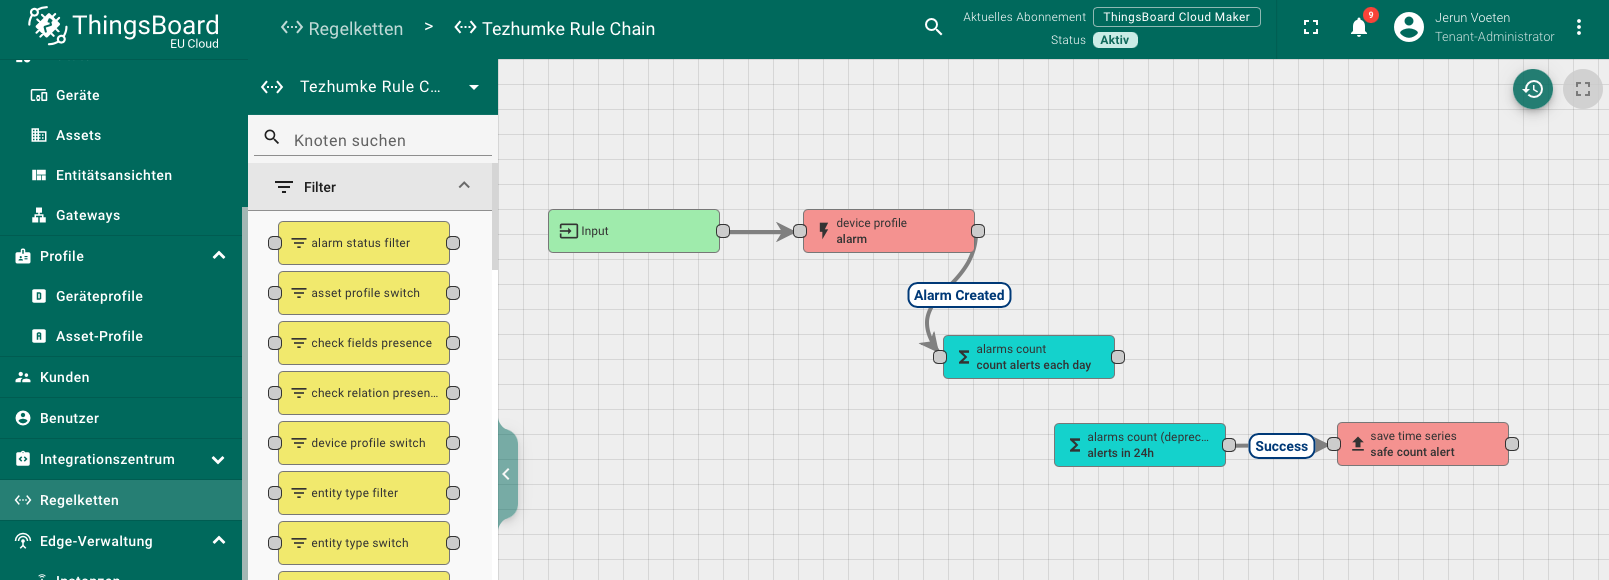 ThingsBoard
EU Cloud
Regelketten > Tezhumke Rule Chain
Aktuelles Abonnement ThingsBoard Cloud Maker
Status Aktiv
9
Jerun Voeten
Tenant-Administrator
Geräte
Assets
Entitätsansichten
Gateways
Profile
Geräteprofile
Asset-Profile
Kunden
Benutzer
Integrationszentrum
Regelketten
Edge-Verwaltung
Instanzen
Tezhumke Rule C...
Knoten suchen
Filter
alarm status filter
asset profile switch
check fields presence
check relation presen...
device profile switch
entity type filter
entity type switch
Input
device profile
alarm
Alarm Created
alarms count
count alerts each day
alarms count (deprec...
alerts in 24h
Success
save time series
safe count alert